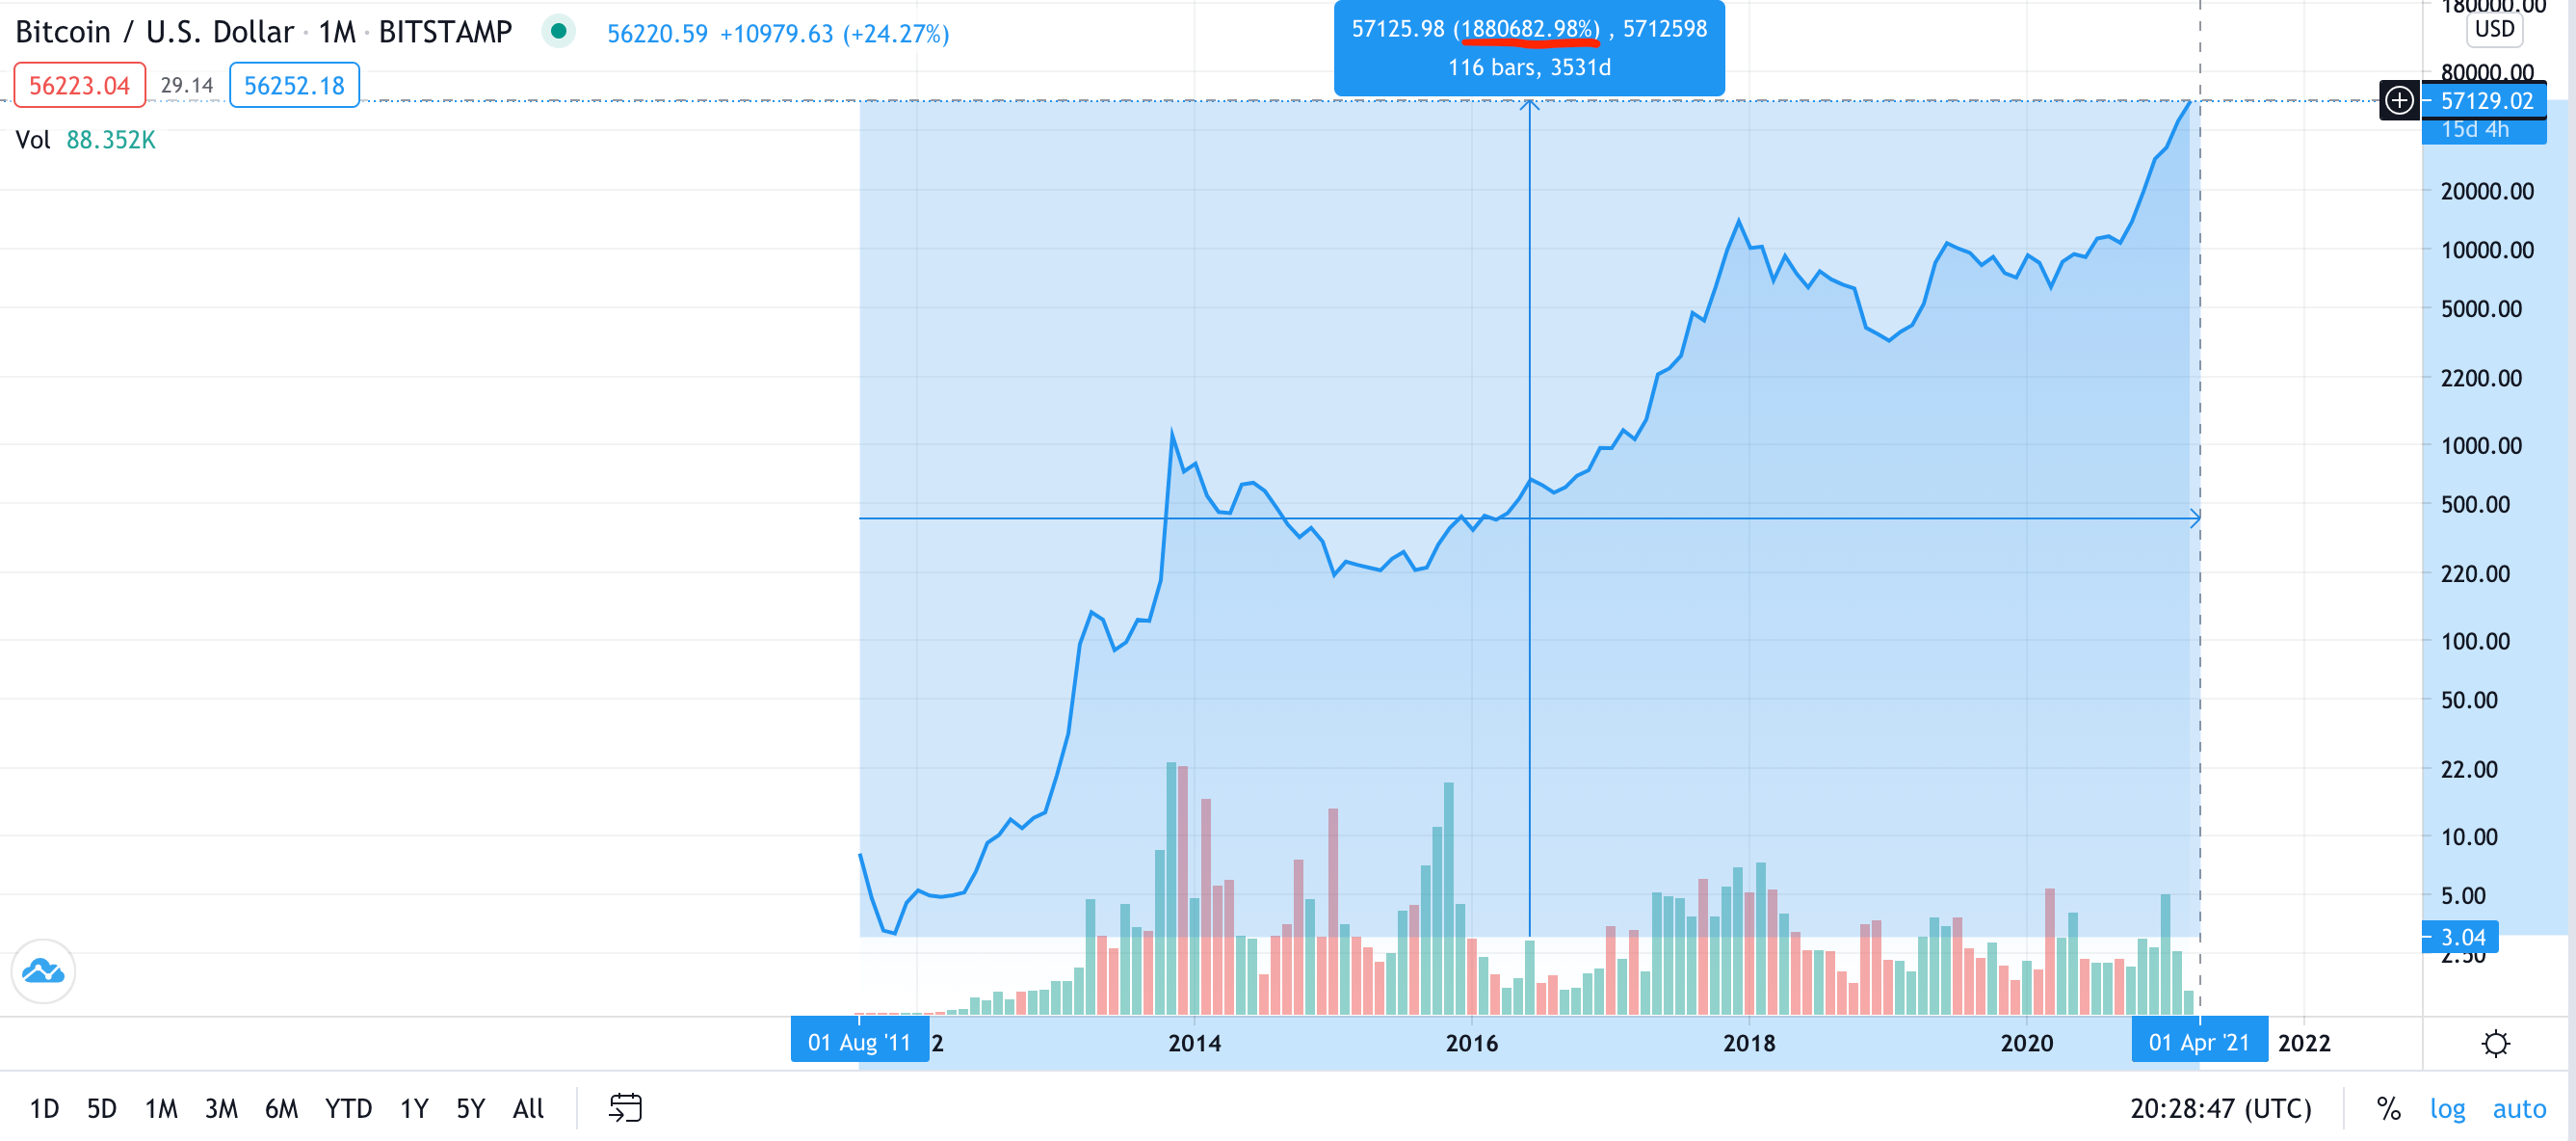 Bitcoin / U.S. Dollar · 1M · BITSTAMP 56220.59 +10979.63 (+24.27%)
56223.04 29.14 56252.18
Vol 88.352K
57125.98 (1880682.98%) , 5712598
116 bars, 3531d
180000.00
USD
80000.00
57129.02
15d 4h
20000.00
10000.00
5000.00
2200.00
1000.00
500.00
220.00
100.00
50.00
22.00
10.00
5.00
3.04
2.50
01 Aug '11 2 2014 2016 2018 2020 01 Apr '21 2022
1D 5D 1M 3M 6M YTD 1Y 5Y All 20:28:47 (UTC) % log auto